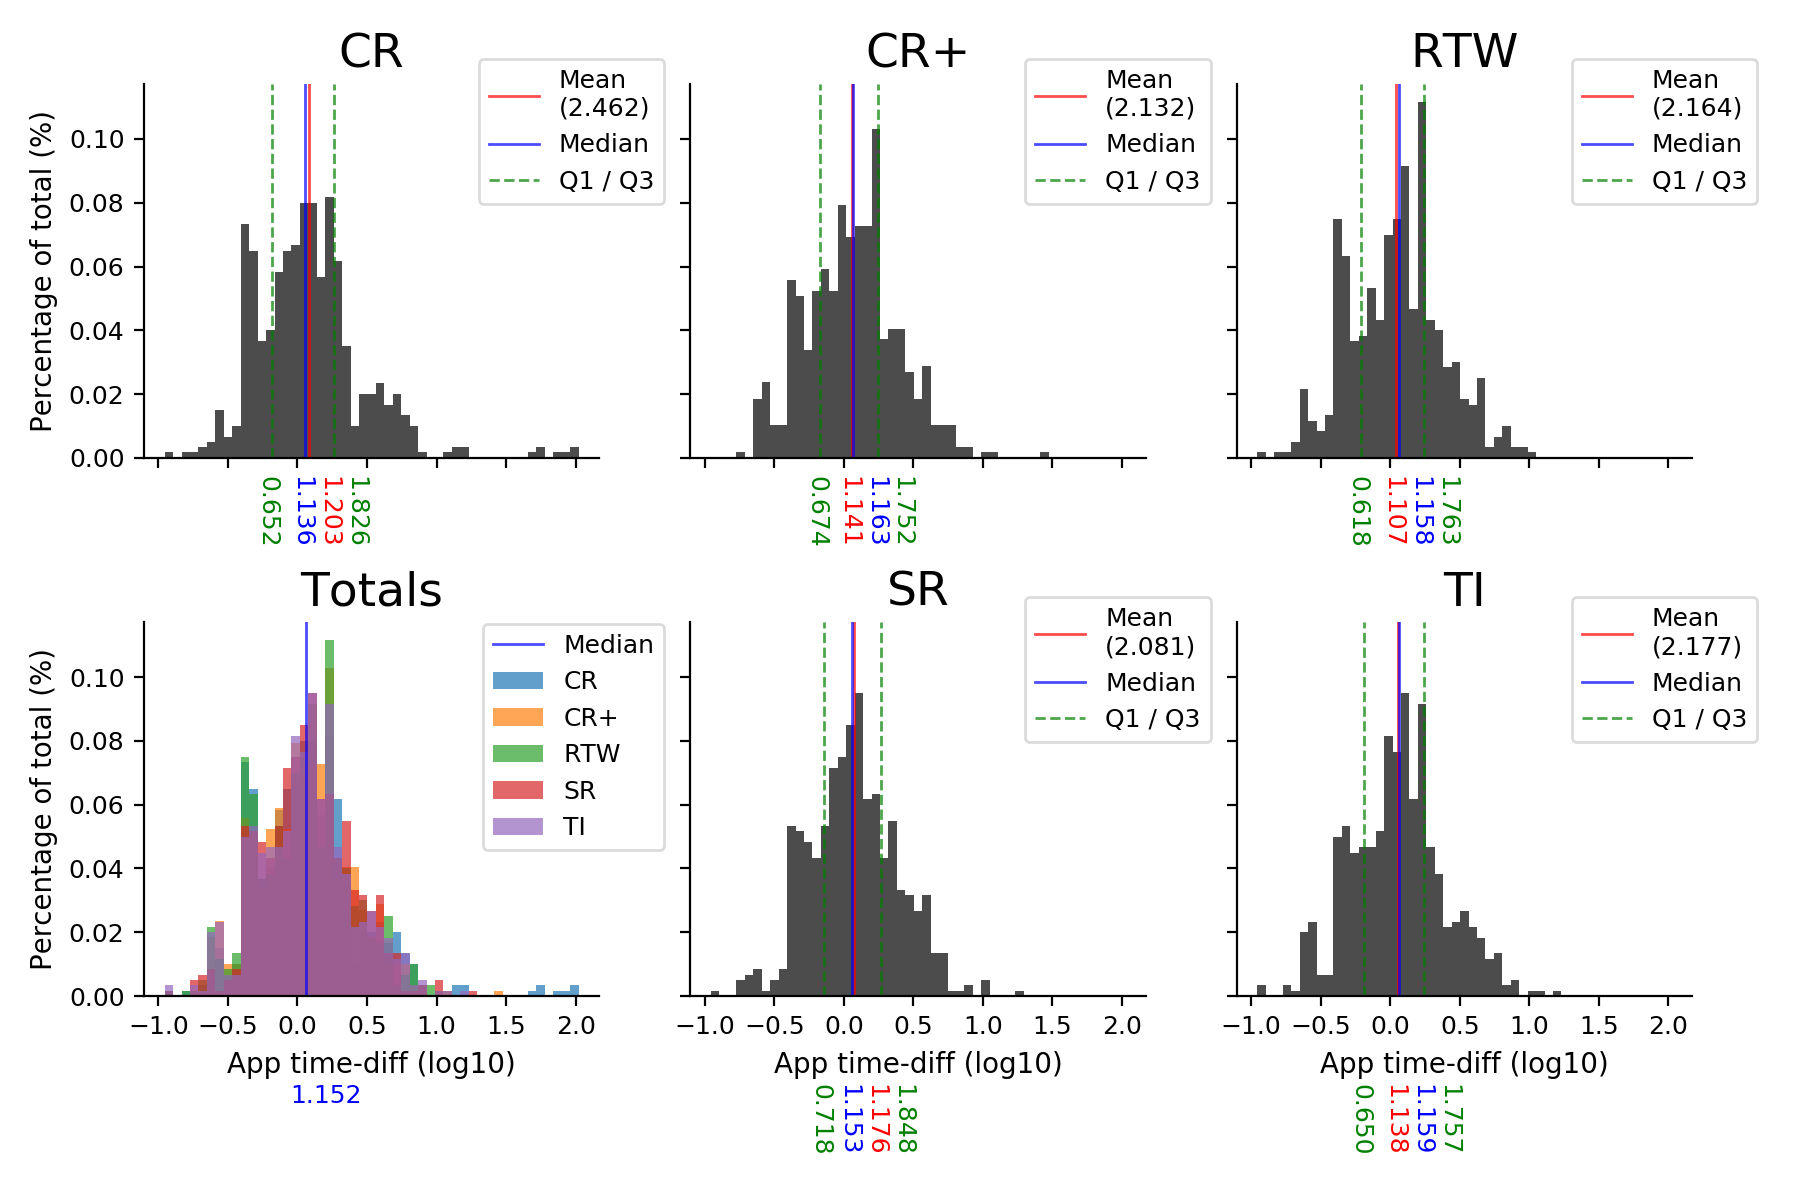 CR
Mean
(2.462)
Median
Q1 / Q3
Percentage of total (%)
0.10
0.08
0.06
0.04
0.02
0.00
0.652
1.136
1.203
1.826
CR+
Mean
(2.132)
Median
Q1 / Q3
0.674
1.141
1.163
1.752
RTW
Mean
(2.164)
Median
Q1 / Q3
0.618
1.107
1.158
1.763
Totals
Median
CR
CR+
RTW
SR
TI
Percentage of total (%)
0.10
0.08
0.06
0.04
0.02
0.00
−1.0 −0.5 0.0 0.5 1.0 1.5 2.0
App time-diff (log10)
1.152
SR
Mean
(2.081)
Median
Q1 / Q3
−1.0 −0.5 0.0 0.5 1.0 1.5 2.0
App time-diff (log10)
0.718
1.153
1.176
1.848
TI
Mean
(2.177)
Median
Q1 / Q3
−1.0 −0.5 0.0 0.5 1.0 1.5 2.0
App time-diff (log10)
0.650
1.138
1.159
1.757